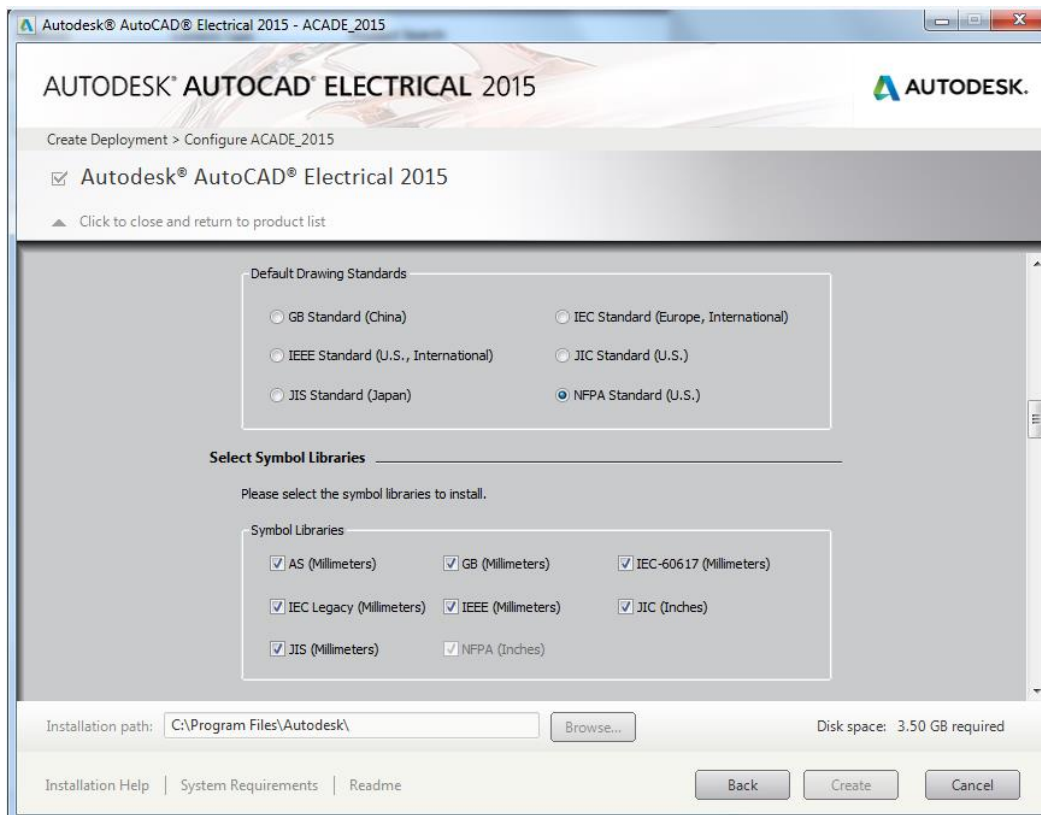 Autodesk® AutoCAD® Electrical 2015 - ACADE_2015
AUTODESK® AUTOCAD® ELECTRICAL 2015
AUTODESK.
Create Deployment > Configure ACADE_2015
Autodesk® AutoCAD® Electrical 2015
Click to close and return to product list
Default Drawing Standards
GB Standard (China)
IEC Standard (Europe, International)
IEEE Standard (U.S., International)
JIC Standard (U.S.)
JIS Standard (Japan)
NFPA Standard (U.S.)
Select Symbol Libraries
Please select the symbol libraries to install.
Symbol Libraries
AS (Millimeters)
GB (Millimeters)
IEC-60617 (Millimeters)
IEC Legacy (Millimeters)
IEEE (Millimeters)
JIC (Inches)
JIS (Millimeters)
NFPA (Inches)
Installation path:
C:\Program Files\Autodesk\
Browse...
Disk space: 3.50 GB required
Installation Help | System Requirements | Readme
Back
Create
Cancel